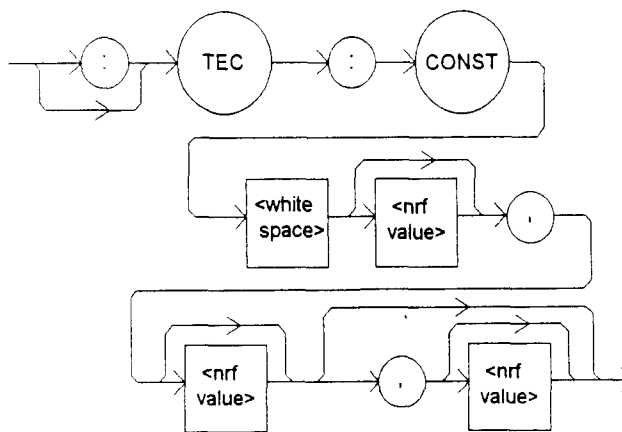 : TEC : CONST
<white space> <nrf value> ,
<nrf value> , <nrf value>